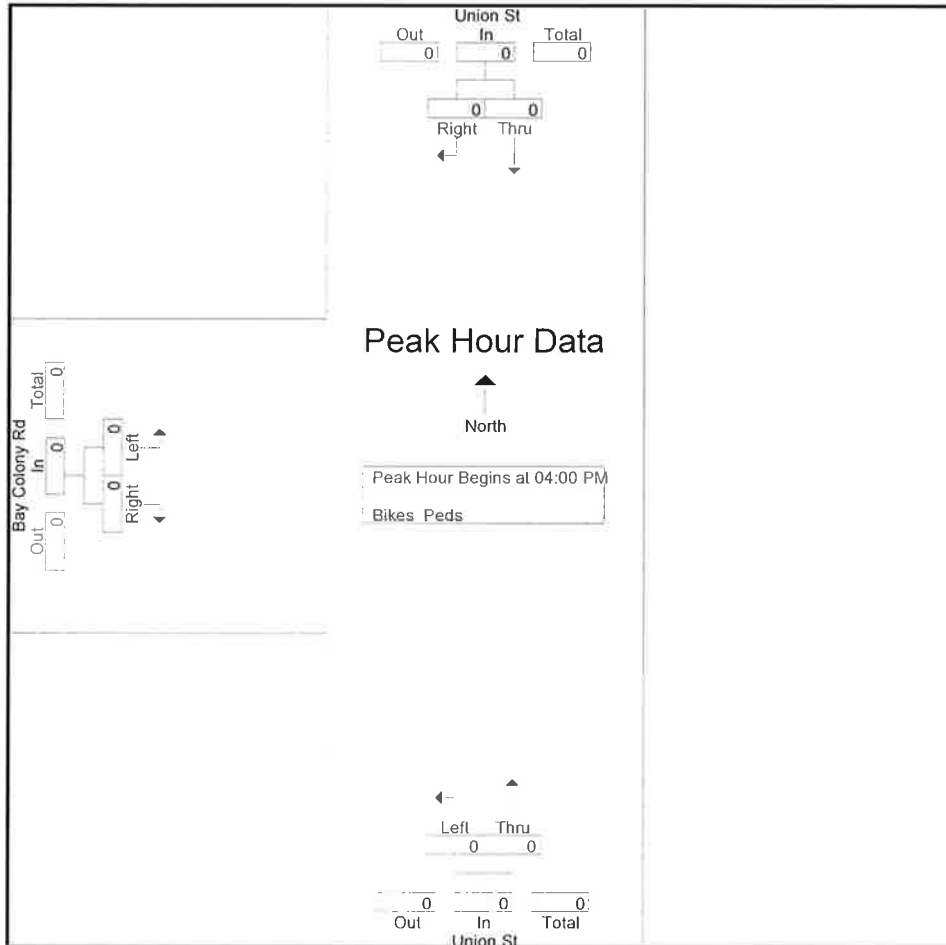 Union St
Out In Total
0 0 0
0 0
Right Thru
Peak Hour Data
North
Peak Hour Begins at 04:00 PM
Bikes Peds
Bay Colony Rd
Out In Total
0 0 0
0 0
Right Left
Left Thru
0 0
0 0 0
Out In Total
Union St